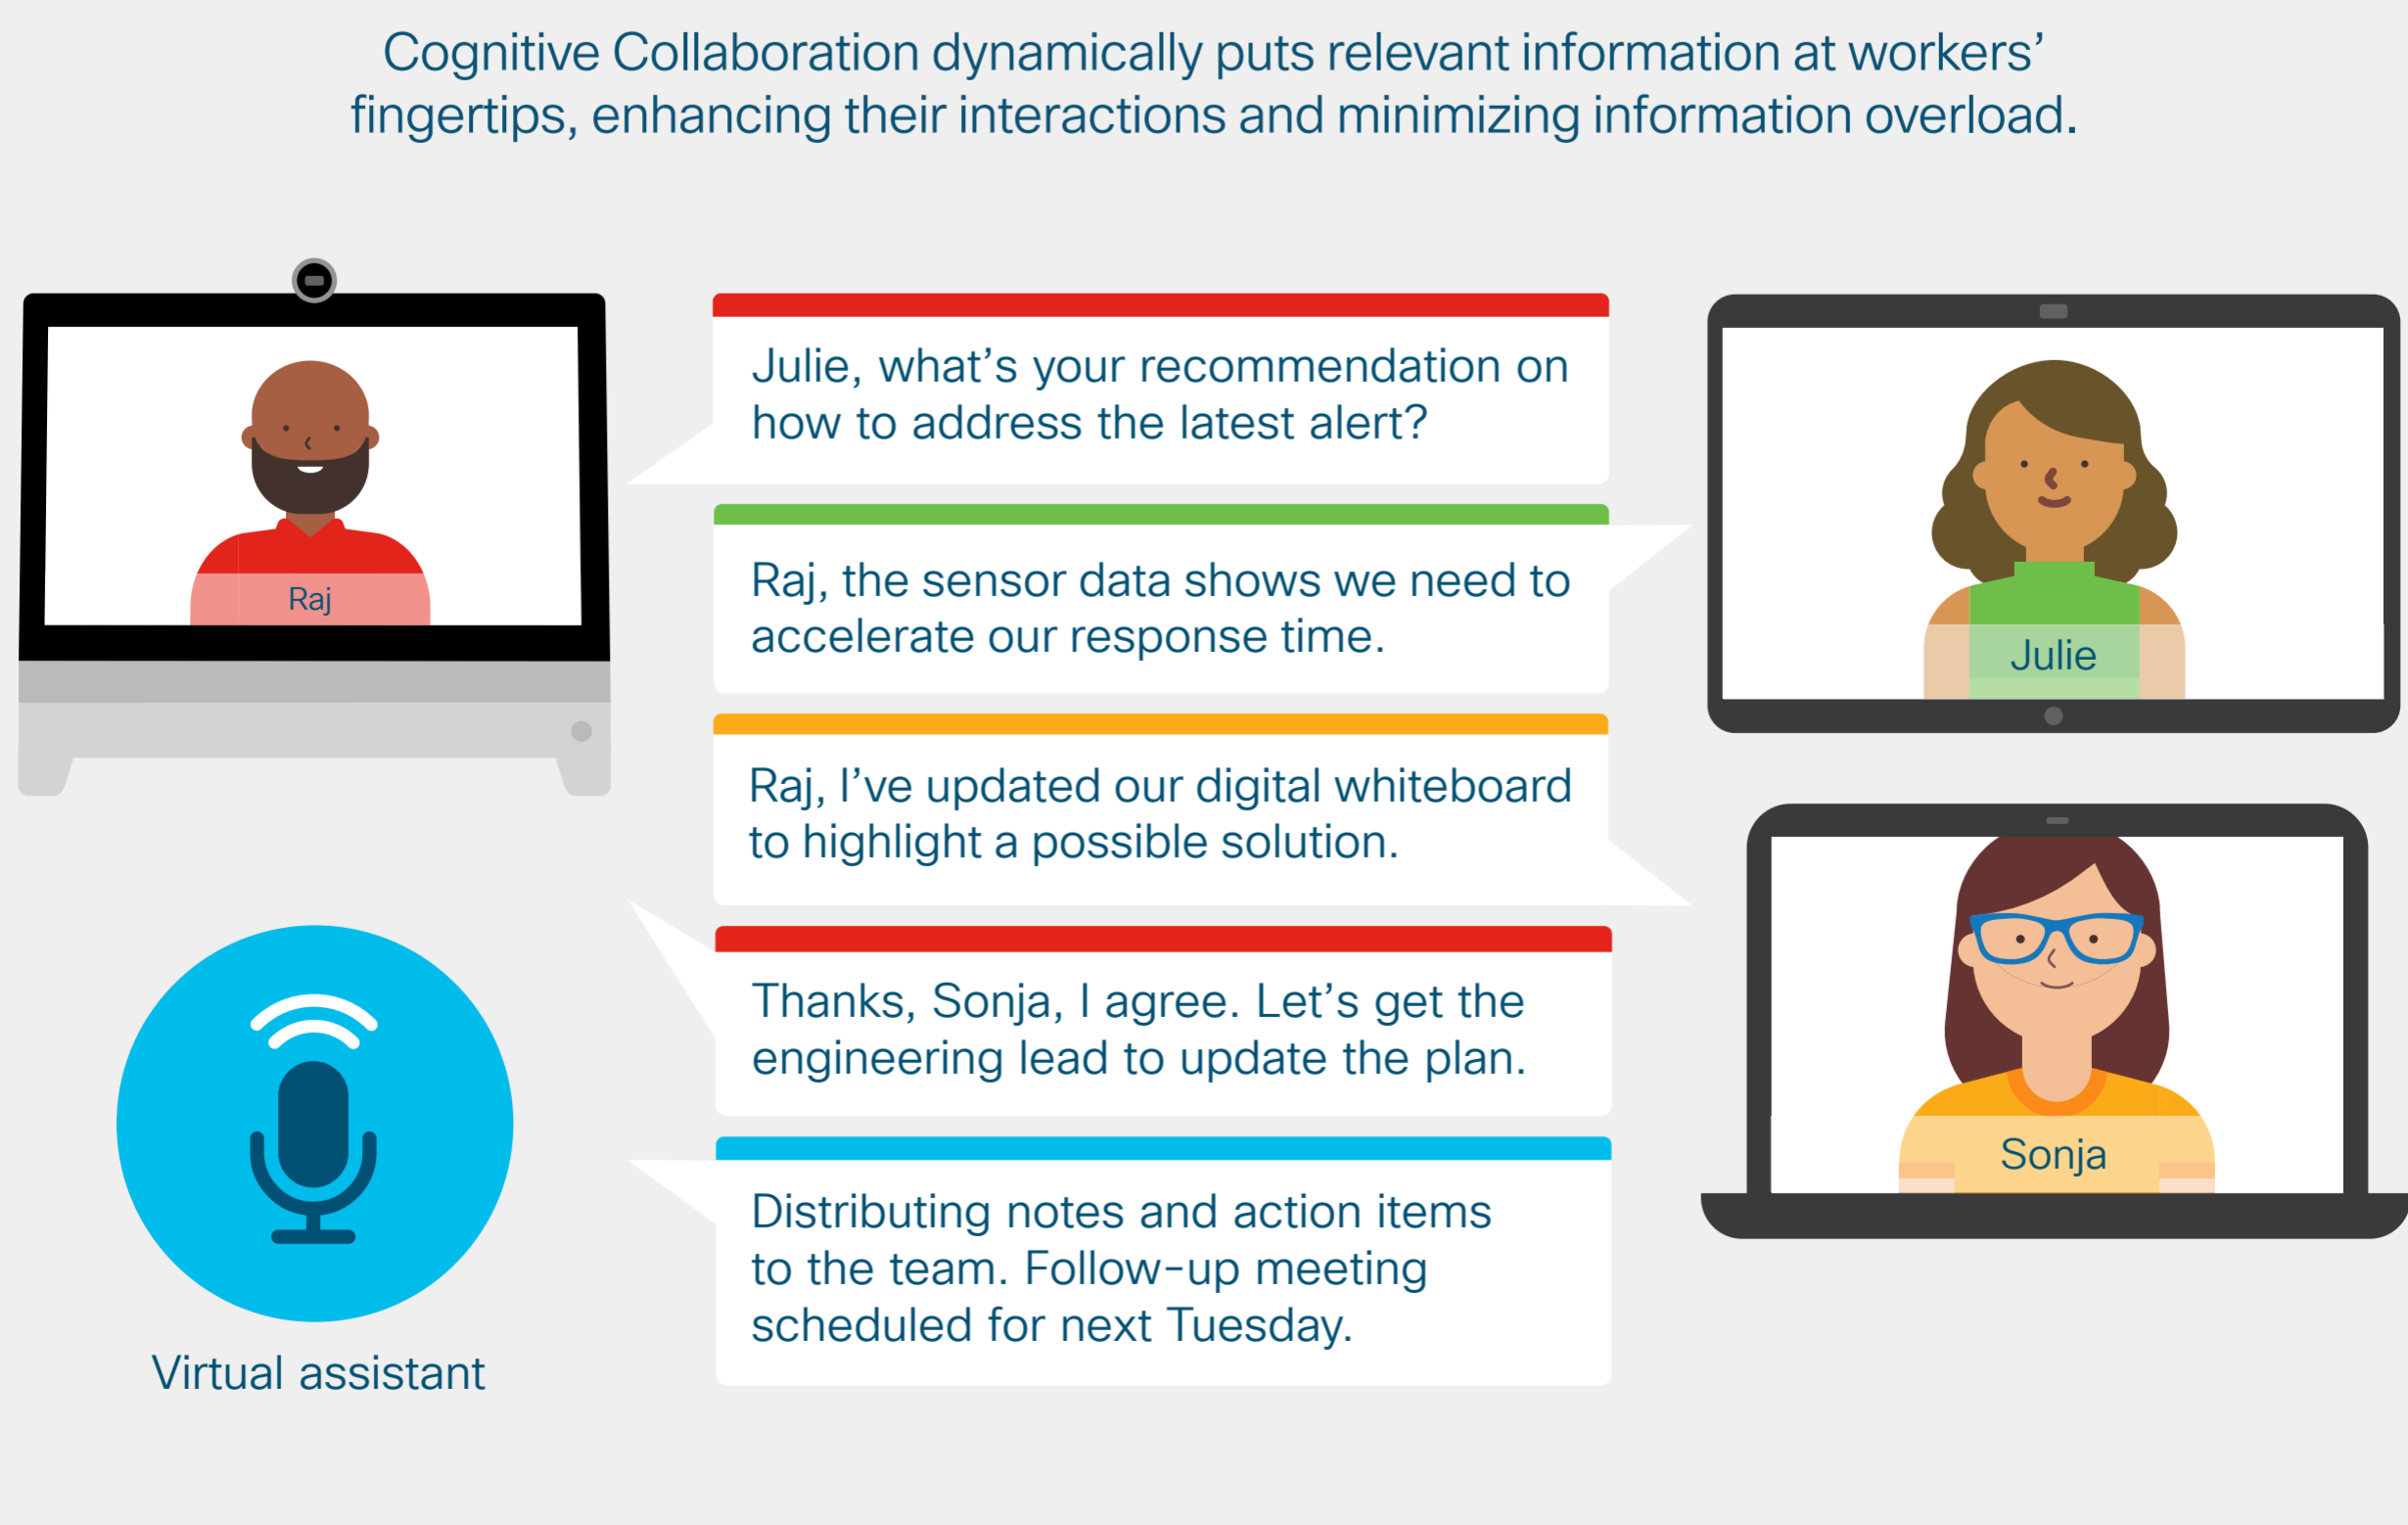 Cognitive Collaboration dynamically puts relevant information at workers’
fingertips, enhancing their interactions and minimizing information overload.
Raj
Julie, what’s your recommendation on
how to address the latest alert?
Raj, the sensor data shows we need to
accelerate our response time.
Julie
Raj, I’ve updated our digital whiteboard
to highlight a possible solution.
Thanks, Sonja, I agree. Let’s get the
engineering lead to update the plan.
Sonja
Distributing notes and action items
to the team. Follow-up meeting
scheduled for next Tuesday.
Virtual assistant